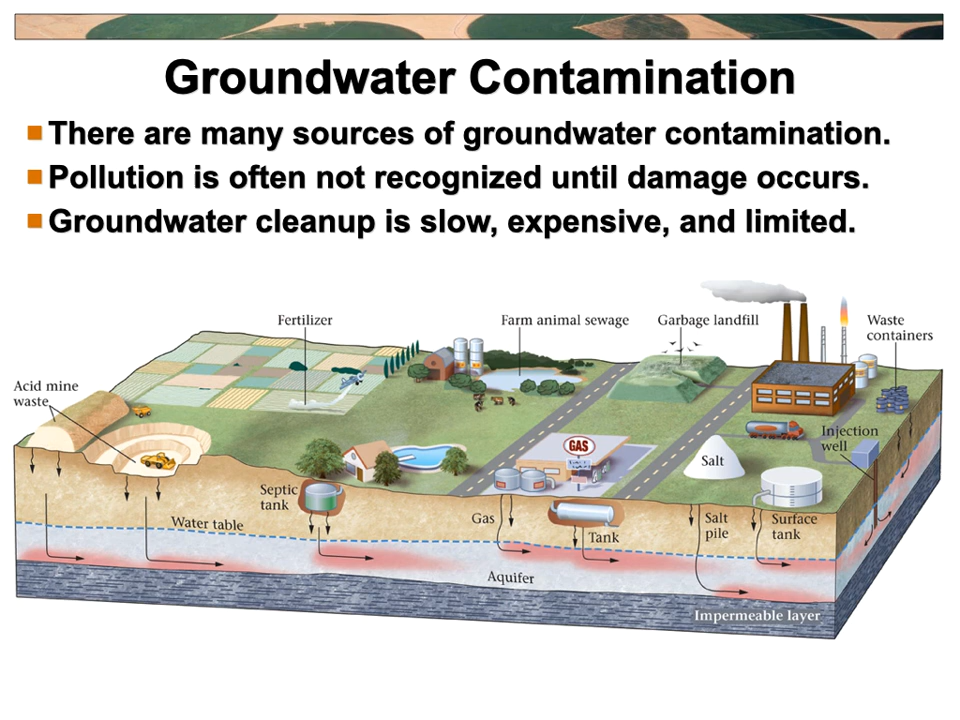 Groundwater Contamination
There are many sources of groundwater contamination.
Pollution is often not recognized until damage occurs.
Groundwater cleanup is slow, expensive, and limited.
Fertilizer
Farm animal sewage
Garbage landfill
Waste
containers
Acid mine
waste
Injection
well
GAS
Salt
Septic
tank
Water table
Gas
Tank
Salt
pile
Surface
tank
Aquifer
Impermeable layer